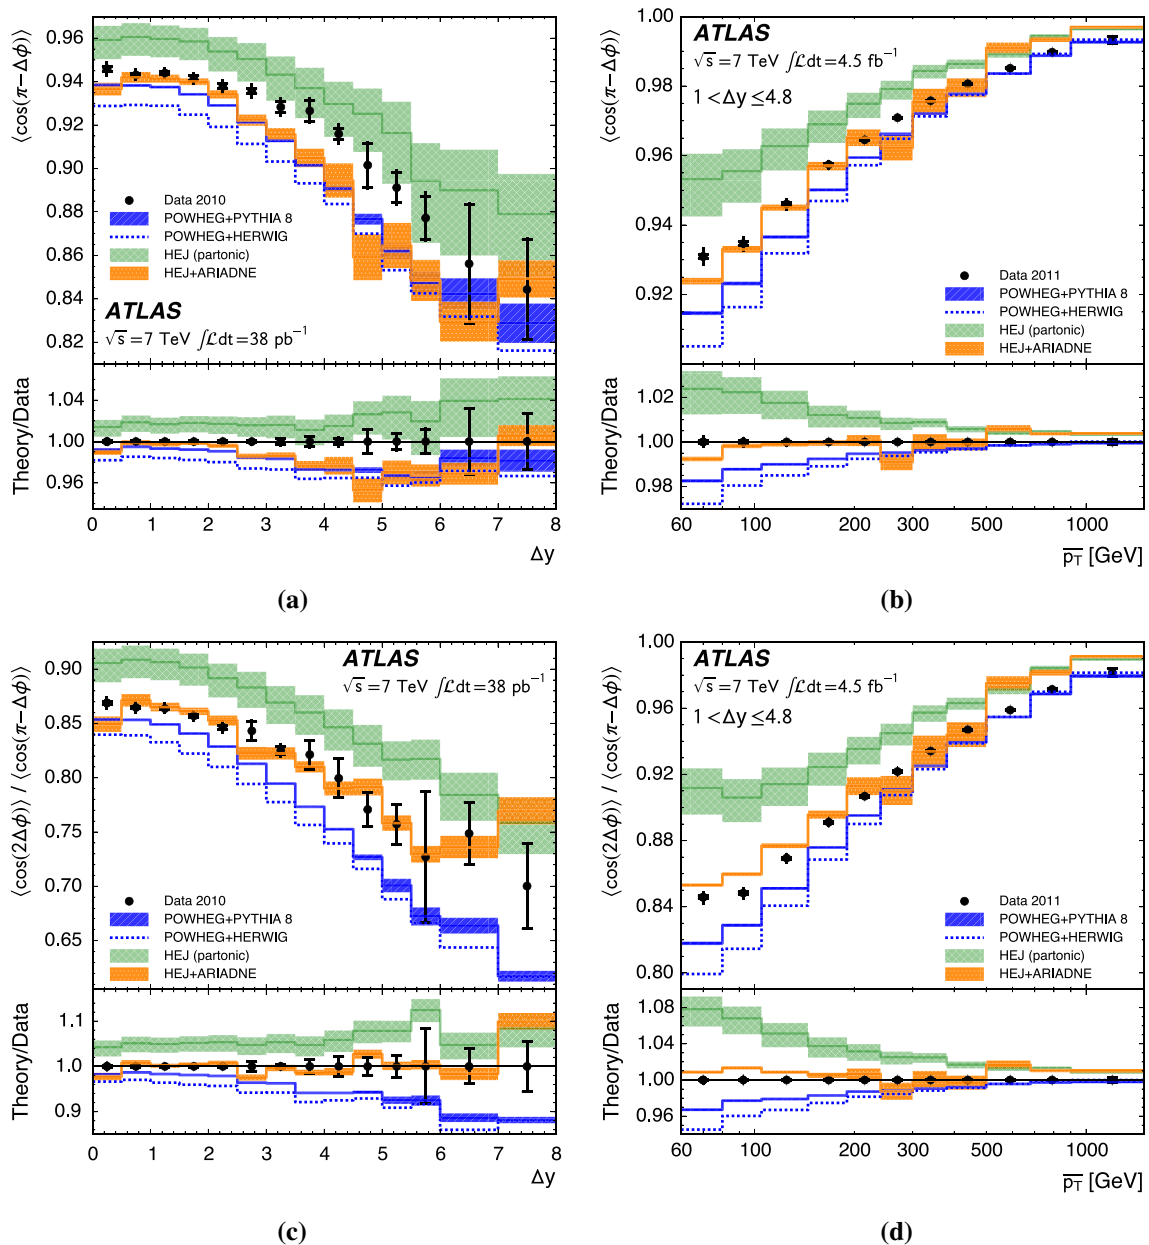 ⟨cos(π−Δϕ)⟩
0.96
0.94
0.92
0.90
0.88
0.86
0.84
0.82
Data 2010
POWHEG+PYTHIA 8
POWHEG+HERWIG
HEJ (partonic)
HEJ+ARIADNE
ATLAS
√s=7 TeV ∫ℒdt=38 pb⁻¹
Theory/Data
1.04
1.00
0.96
0 1 2 3 4 5 6 7 8
Δy
(a)
⟨cos(π−Δϕ)⟩
1.00
0.98
0.96
0.94
0.92
ATLAS
√s=7 TeV ∫ℒdt=4.5 fb⁻¹
1<Δy≤4.8
Data 2011
POWHEG+PYTHIA 8
POWHEG+HERWIG
HEJ (partonic)
HEJ+ARIADNE
Theory/Data
1.02
1.00
0.98
60 100 200 300 500 1000
p̅T̅ [GeV]
(b)
⟨cos(2Δϕ)⟩ / ⟨cos(π−Δϕ)⟩
0.90
0.85
0.80
0.75
0.70
0.65
ATLAS
√s=7 TeV ∫ℒdt=38 pb⁻¹
Data 2010
POWHEG+PYTHIA 8
POWHEG+HERWIG
HEJ (partonic)
HEJ+ARIADNE
Theory/Data
1.1
1.0
0.9
0 1 2 3 4 5 6 7 8
Δy
(c)
⟨cos(2Δϕ)⟩ / ⟨cos(π−Δϕ)⟩
1.00
0.96
0.92
0.88
0.84
0.80
ATLAS
√s=7 TeV ∫ℒdt=4.5 fb⁻¹
1<Δy≤4.8
Data 2011
POWHEG+PYTHIA 8
POWHEG+HERWIG
HEJ (partonic)
HEJ+ARIADNE
Theory/Data
1.08
1.04
1.00
0.96
60 100 200 300 500 1000
p̅T̅ [GeV]
(d)